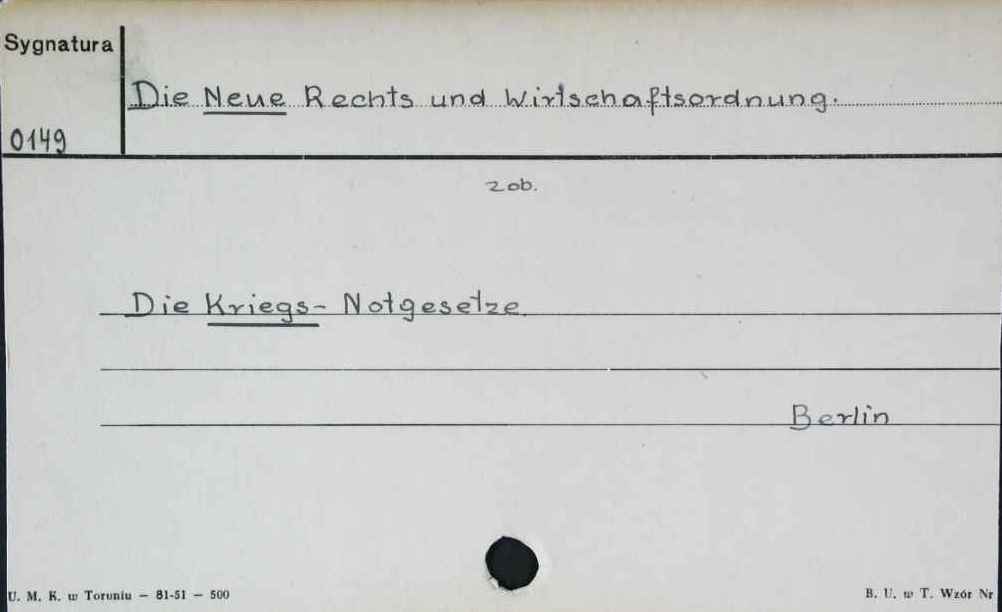 Sygnatura
Die Neue Rechts und Wirtschaftsordnung.
0149
zob.
Die Kriegs- Notgesetze
Berlin
U. M. K. w Toruniu — 81-51 — 500
B. U. w T. Wzór Nr